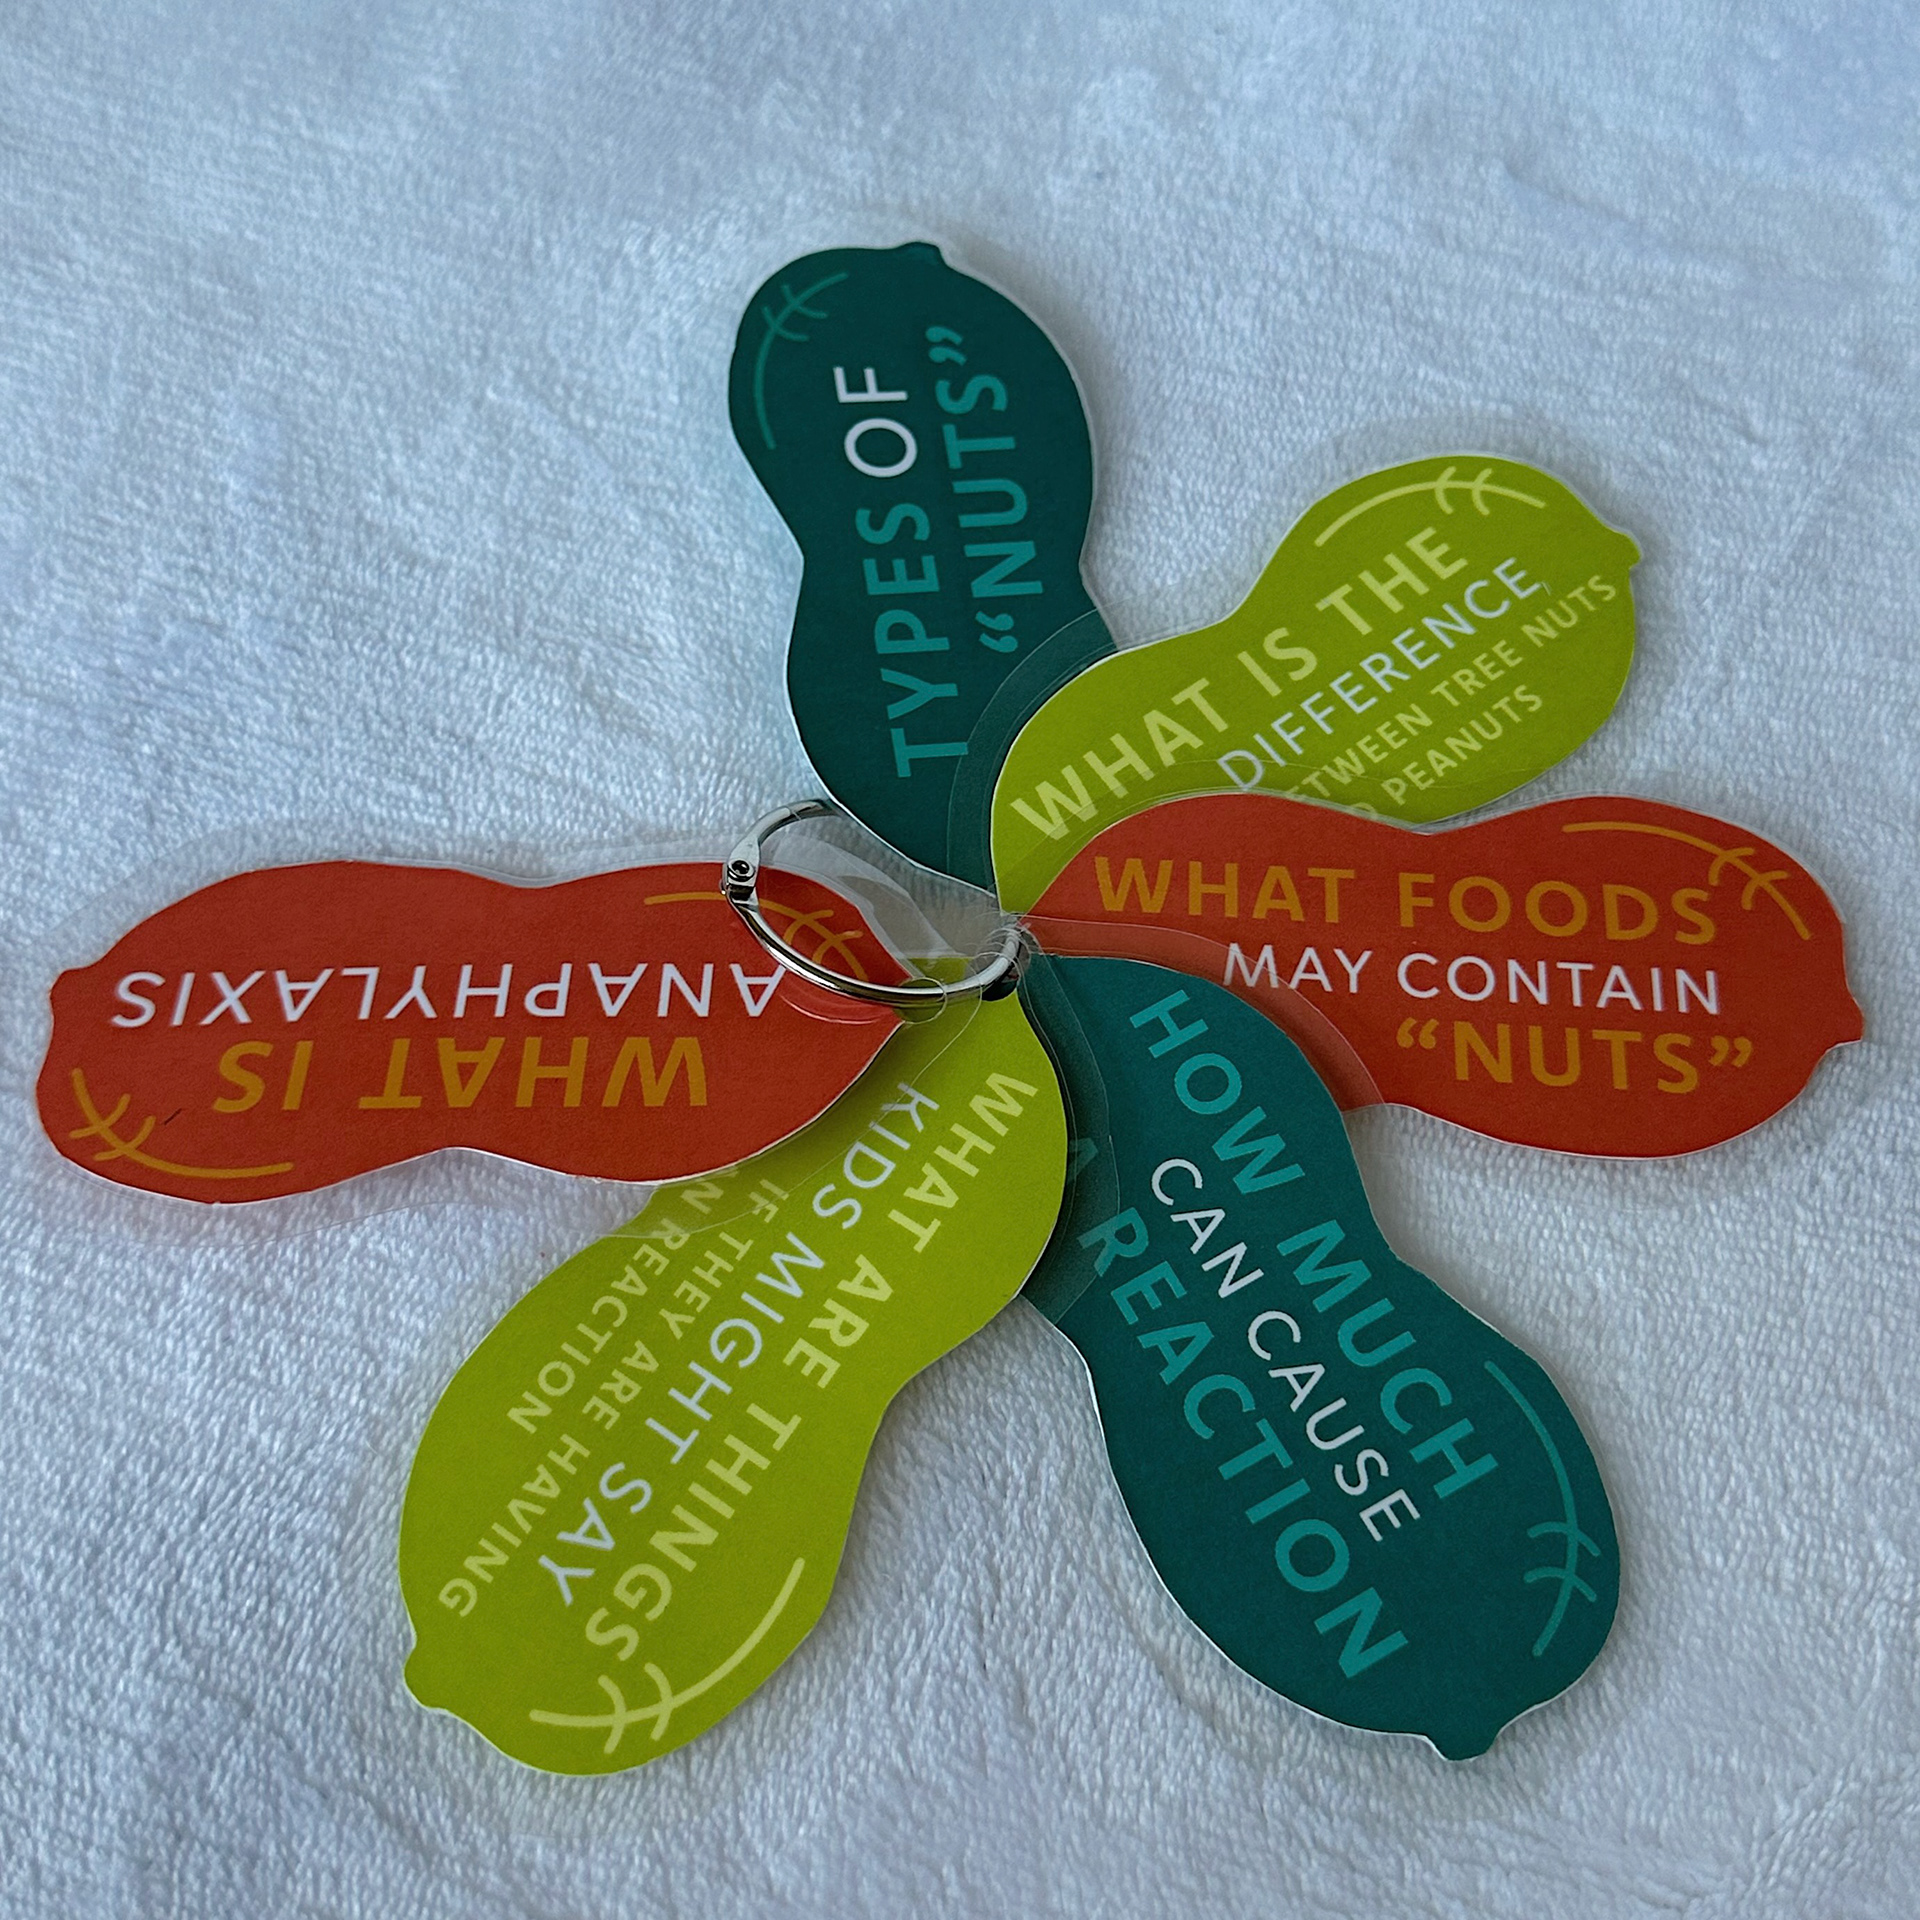 TYPES OF
“NUTS”
WHAT IS THE
DIFFERENCE
BETWEEN TREE NUTS
PEANUTS
WHAT FOODS
MAY CONTAIN
“NUTS”
HOW MUCH
CAN CAUSE
A REACTION
WHAT ARE THINGS
KIDS MIGHT SAY
IF THEY ARE HAVING
AN REACTION
WHAT IS
ANAPHYLAXIS